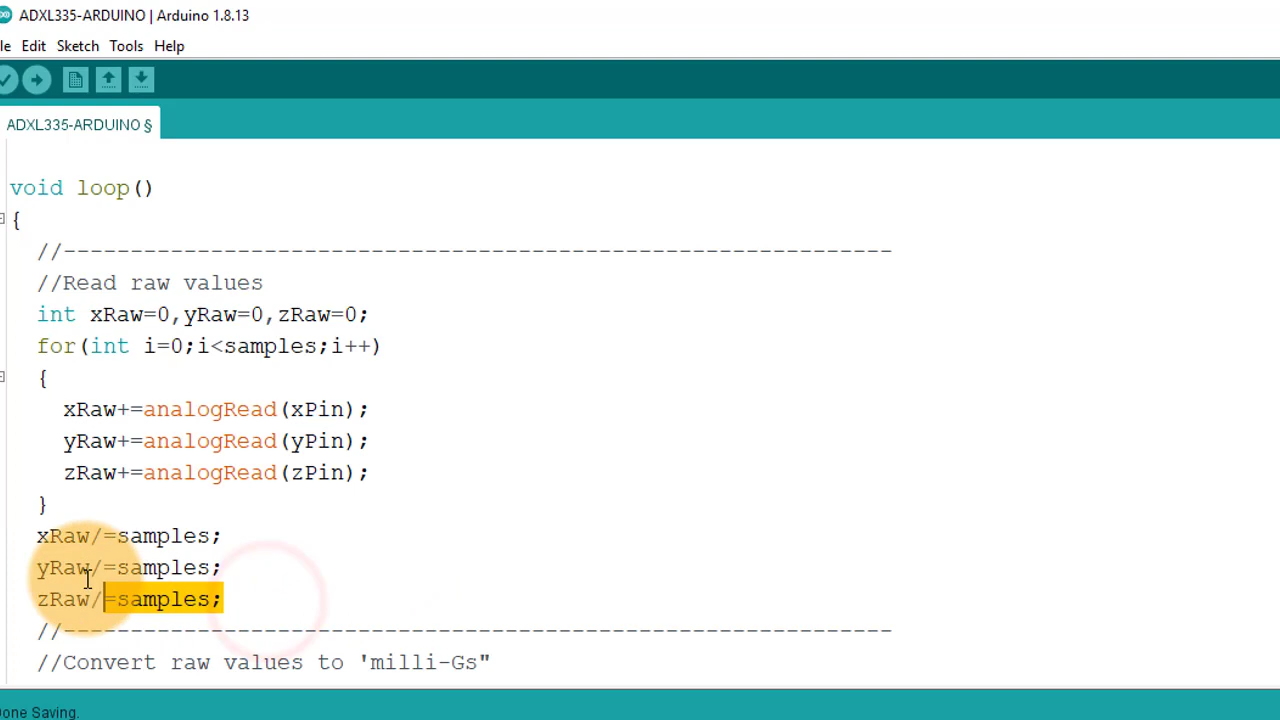 ADXL335-ARDUINO | Arduino 1.8.13
le Edit Sketch Tools Help
ADXL335-ARDUINO §
void loop()
{
//---------------------------------------------------------------
//Read raw values
int xRaw=0,yRaw=0,zRaw=0;
for(int i=0;i<samples;i++)
{
xRaw+=analogRead(xPin);
yRaw+=analogRead(yPin);
zRaw+=analogRead(zPin);
}
xRaw/=samples;
yRaw/=samples;
zRaw/=samples;
//---------------------------------------------------------------
//Convert raw values to 'milli-Gs"
one Saving.